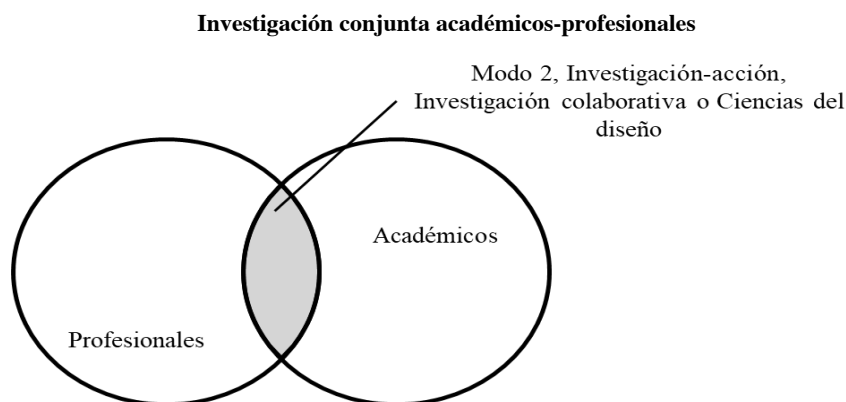 Investigación conjunta académicos-profesionales
Modo 2, Investigación-acción,
Investigación colaborativa o Ciencias del
diseño
Académicos
Profesionales